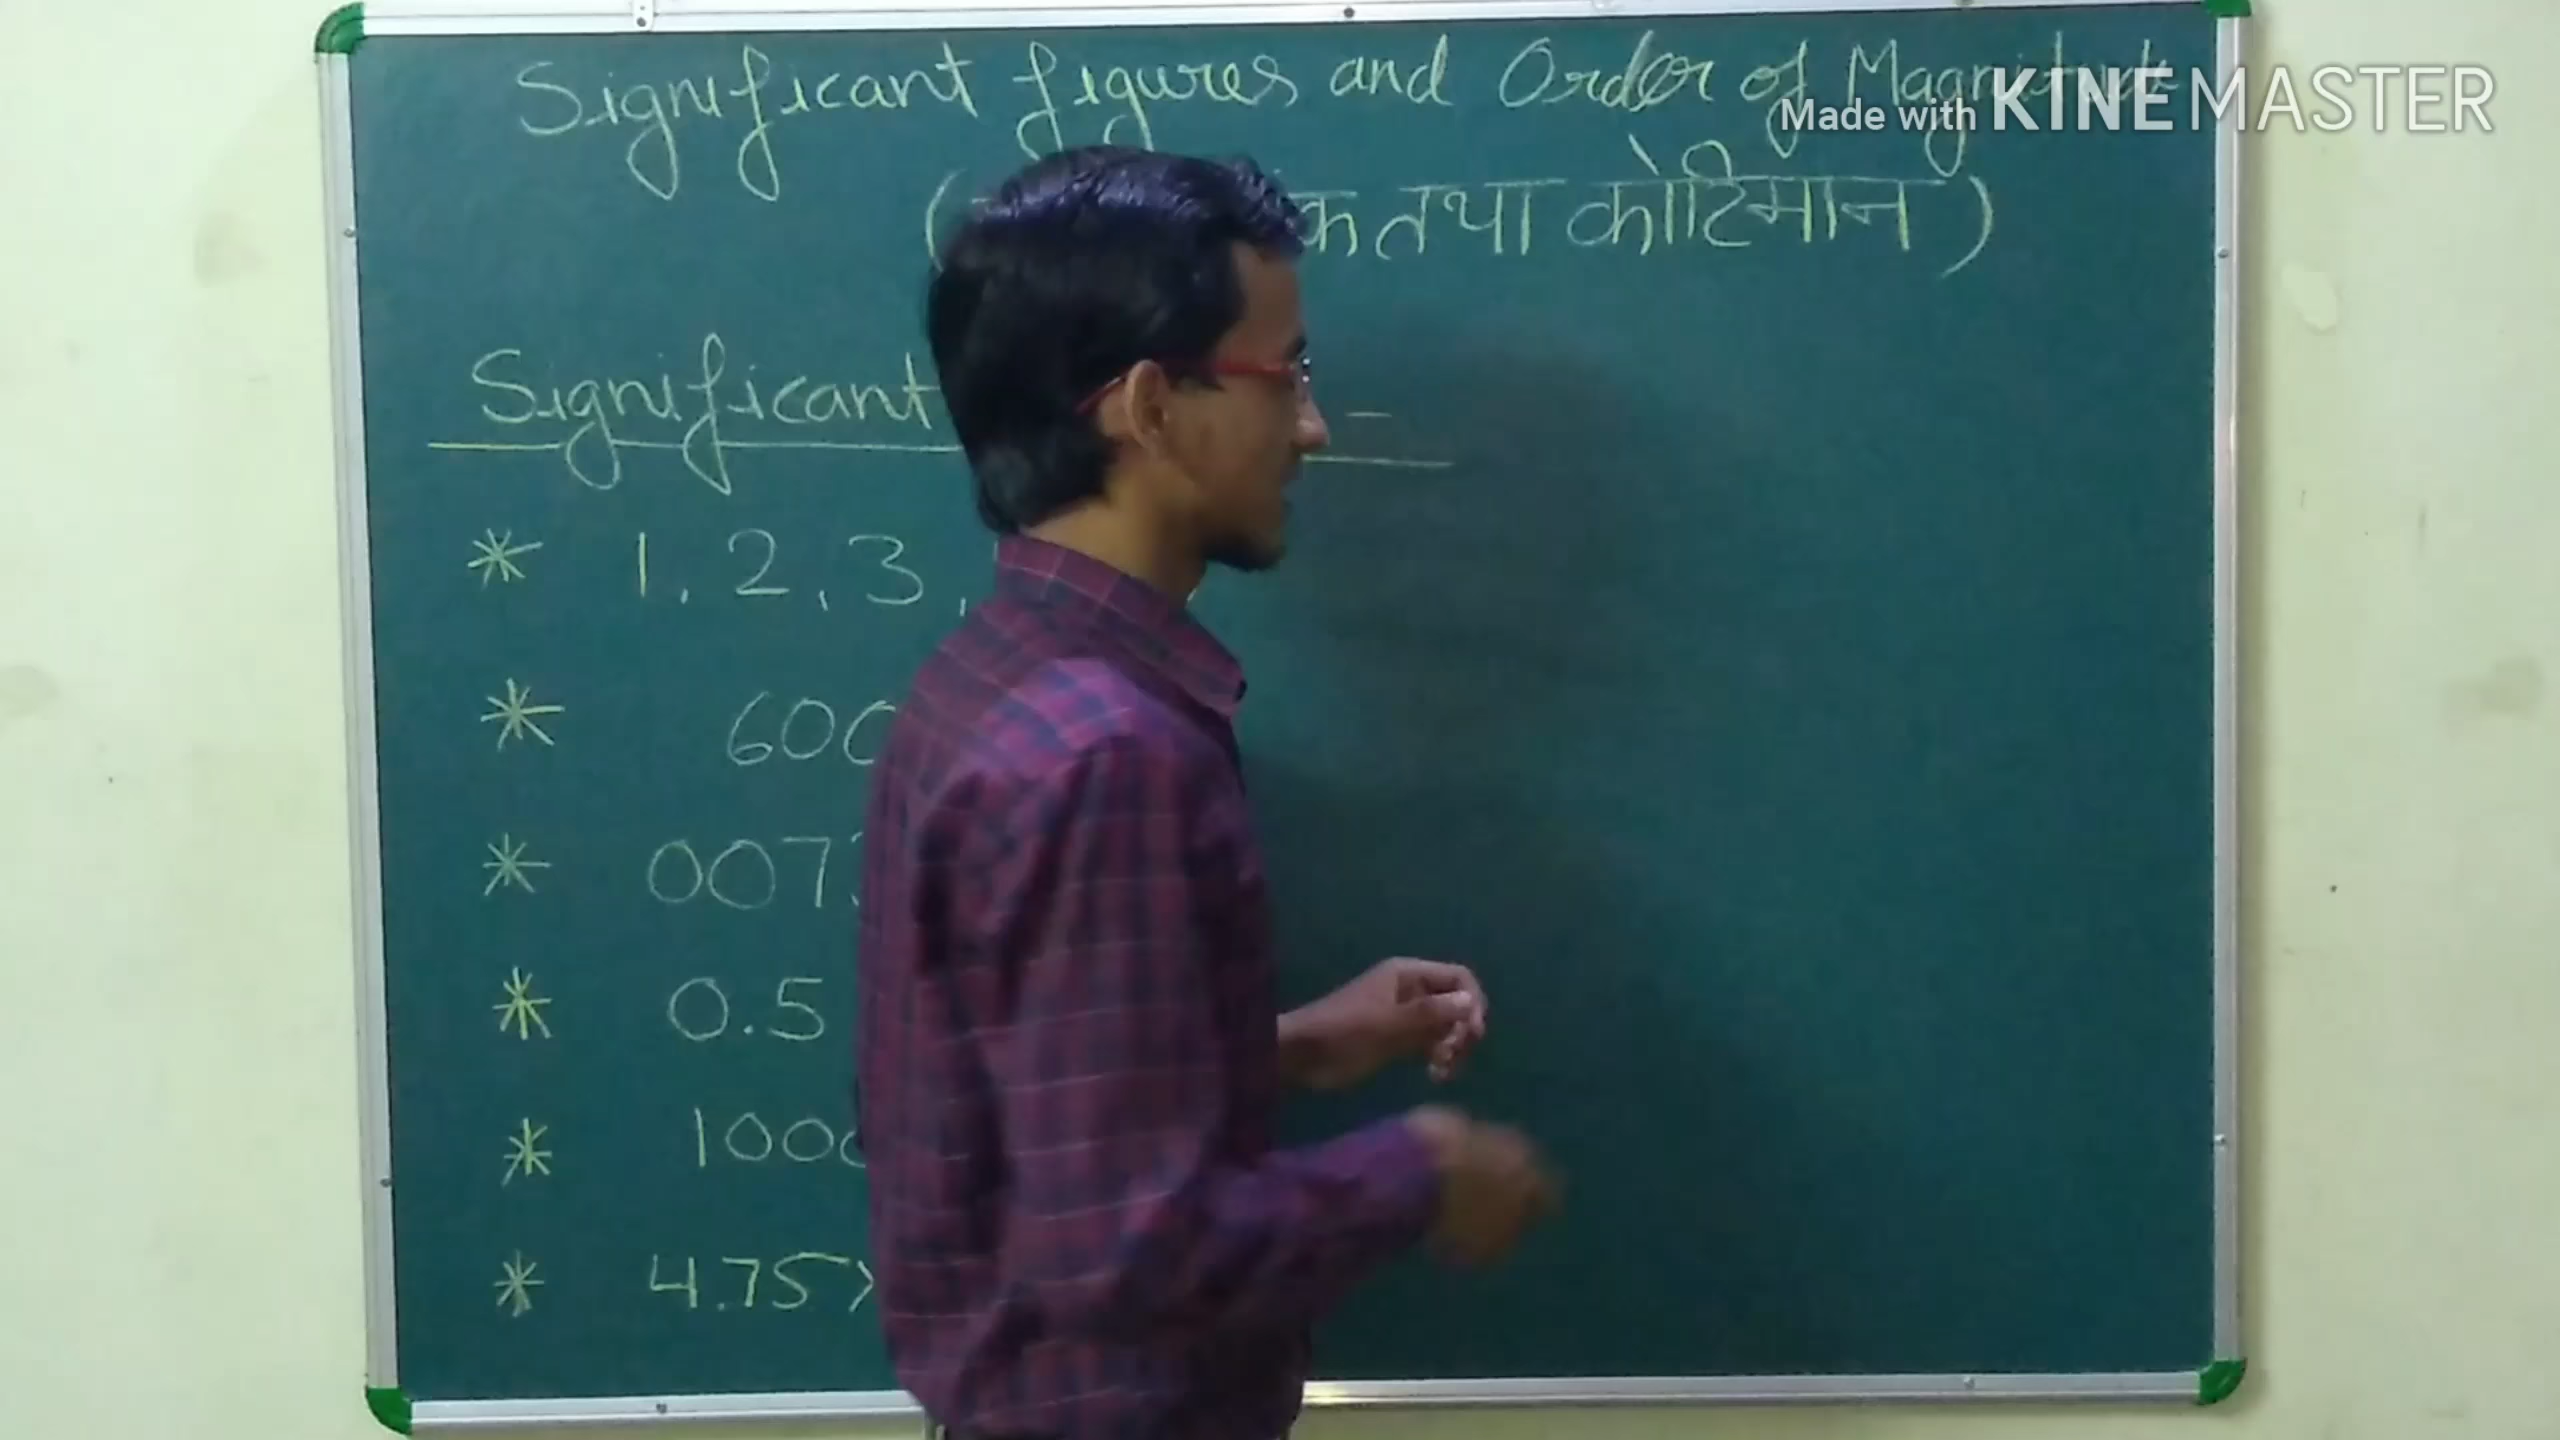 Significant figures and Order of Magnitude
Made with KINEMASTER
तथा कोटिमान )
Significant -
* 1, 2, 3,
* 600
* 007
* 0.5
* 1000
* 4.75×